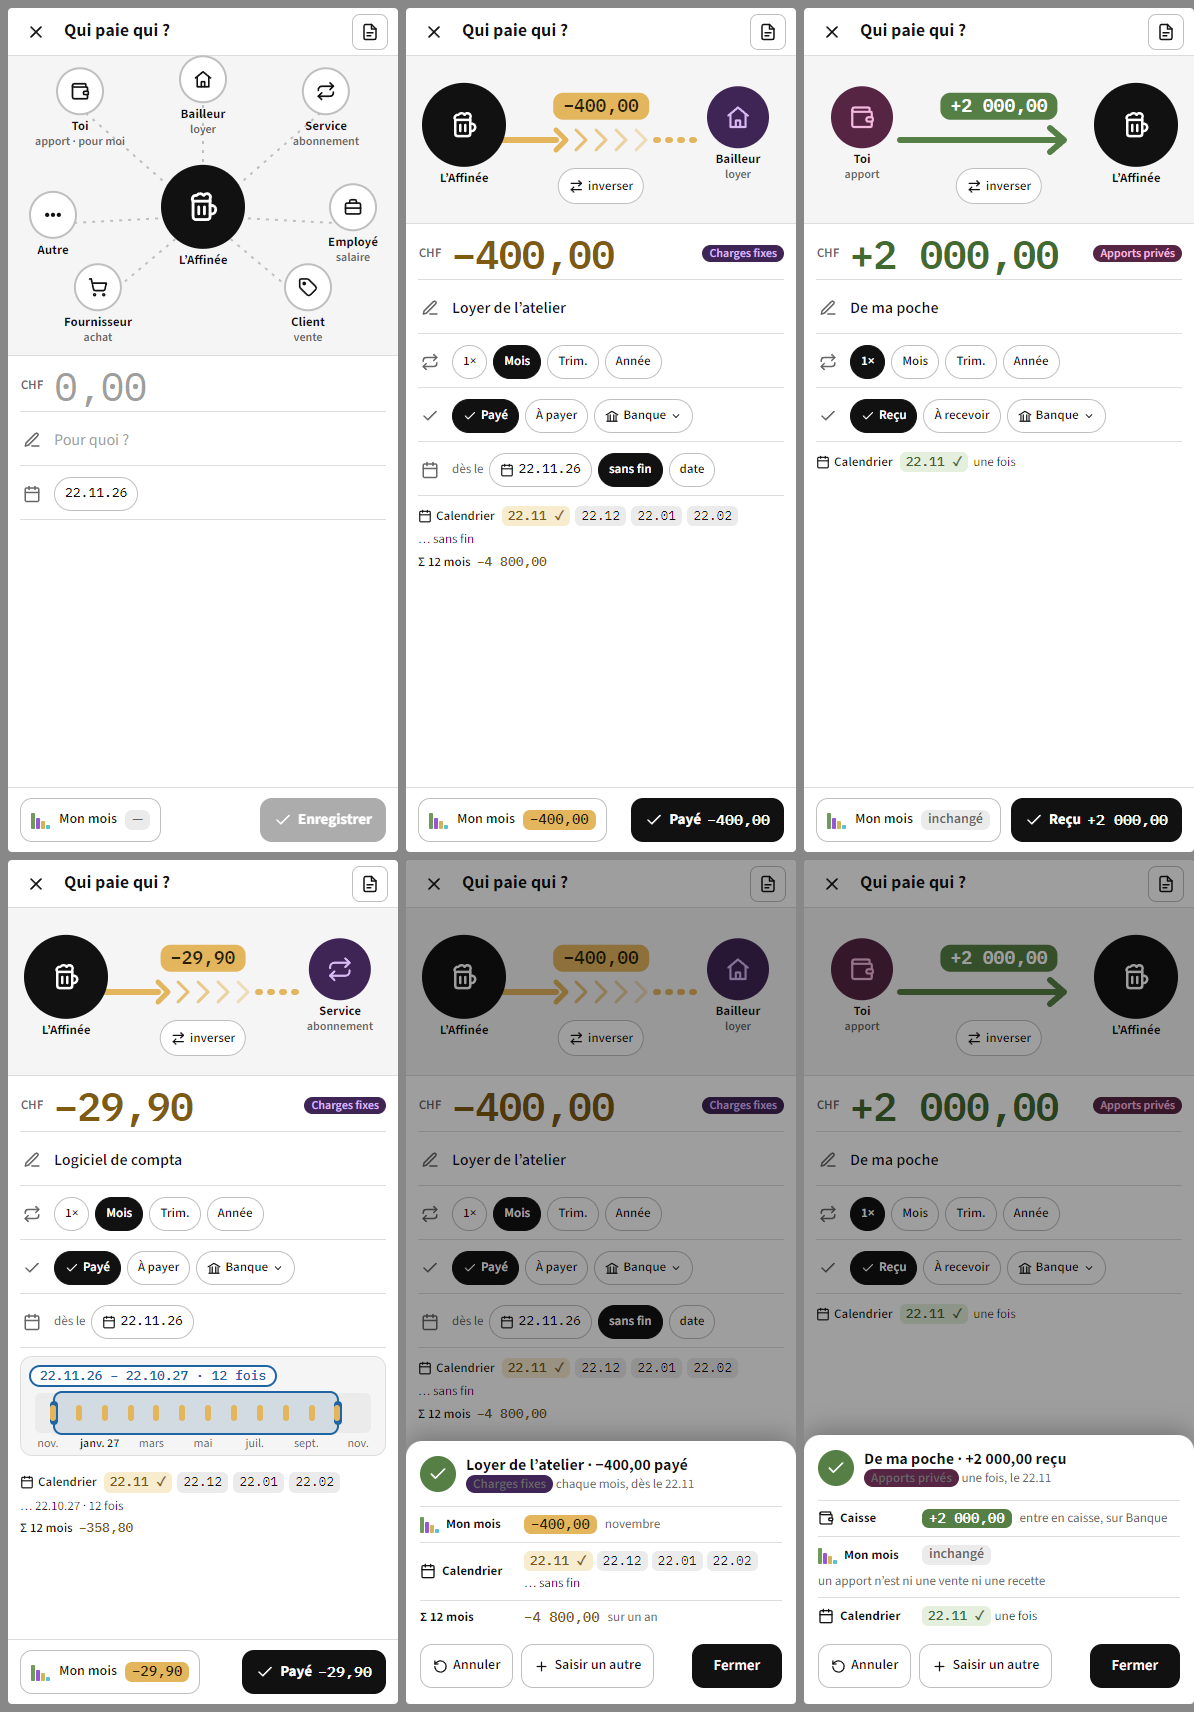 Qui paie qui ?
Toi
apport · pour moi
Bailleur
loyer
Service
abonnement
Autre
L’Affinée
Employé
salaire
Fournisseur
achat
Client
vente
CHF 0,00
Pour quoi ?
22.11.26
Mon mois —
Enregistrer
Qui paie qui ?
−400,00
L’Affinée
Bailleur
loyer
inverser
CHF −400,00 Charges fixes
Loyer de l’atelier
1× Mois Trim. Année
Payé À payer Banque
dès le 22.11.26 sans fin date
Calendrier 22.11 ✓ 22.12 22.01 22.02
… sans fin
Σ 12 mois −4 800,00
Mon mois −400,00
Payé −400,00
Qui paie qui ?
+2 000,00
Toi
apport
L’Affinée
inverser
CHF +2 000,00 Apports privés
De ma poche
1× Mois Trim. Année
Reçu À recevoir Banque
Calendrier 22.11 ✓ une fois
Mon mois inchangé
Reçu +2 000,00
Qui paie qui ?
−29,90
L’Affinée
Service
abonnement
inverser
CHF −29,90 Charges fixes
Logiciel de compta
1× Mois Trim. Année
Payé À payer Banque
dès le 22.11.26
22.11.26 – 22.10.27 · 12 fois
nov. janv. 27 mars mai juil. sept. nov.
Calendrier 22.11 ✓ 22.12 22.01 22.02
… 22.10.27 · 12 fois
Σ 12 mois −358,80
Mon mois −29,90
Payé −29,90
Qui paie qui ?
−400,00
L’Affinée
Bailleur
loyer
inverser
CHF −400,00 Charges fixes
Loyer de l’atelier
1× Mois Trim. Année
Payé À payer Banque
dès le 22.11.26 sans fin date
Calendrier 22.11 ✓ 22.12 22.01 22.02
… sans fin
Σ 12 mois −4 800,00
Loyer de l’atelier · −400,00 payé
Charges fixes chaque mois, dès le 22.11
Mon mois −400,00 novembre
Calendrier 22.11 ✓ 22.12 22.01 22.02
… sans fin
Σ 12 mois −4 800,00 sur un an
Annuler
Saisir un autre
Fermer
Qui paie qui ?
+2 000,00
Toi
apport
L’Affinée
inverser
CHF +2 000,00 Apports privés
De ma poche
1× Mois Trim. Année
Reçu À recevoir Banque
Calendrier 22.11 ✓ une fois
De ma poche · +2 000,00 reçu
Apports privés une fois, le 22.11
Caisse +2 000,00 entre en caisse, sur Banque
Mon mois inchangé
un apport n’est ni une vente ni une recette
Calendrier 22.11 ✓ une fois
Annuler
Saisir un autre
Fermer